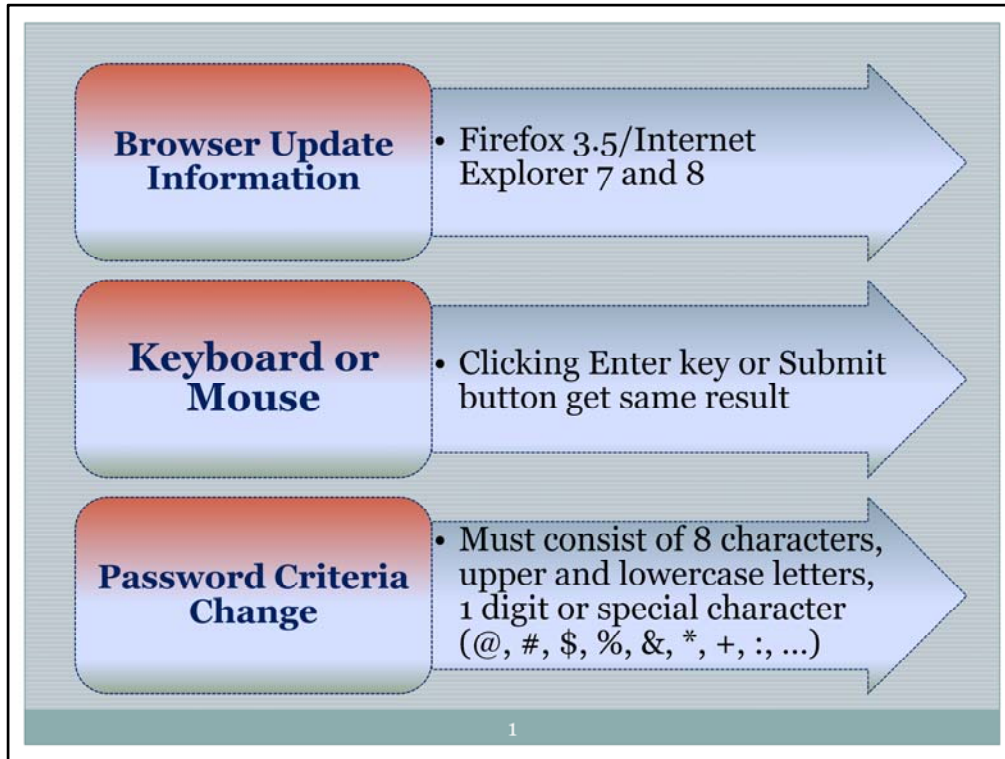 Browser Update
Information
• Firefox 3.5/Internet
Explorer 7 and 8
Keyboard or
Mouse
• Clicking Enter key or Submit
button get same result
Password Criteria
Change
• Must consist of 8 characters,
upper and lowercase letters,
1 digit or special character
(@, #, $, %, &, *, +, :, ...)
1